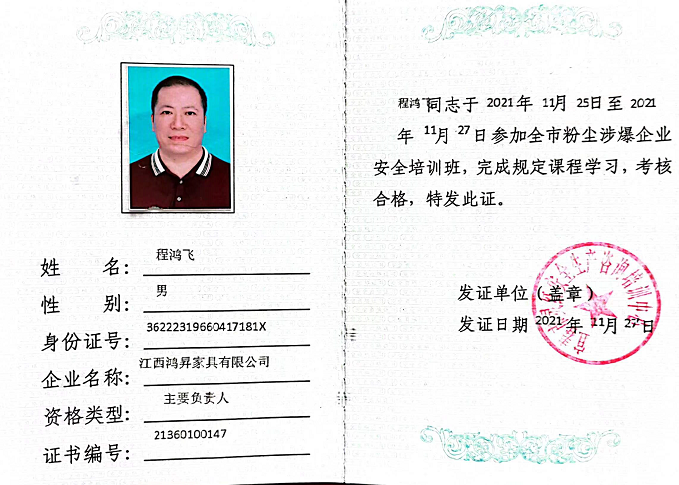 姓 名：程鸿飞
性 别：男
身份证号：36222319660417181X
企业名称：江西鸿昇家具有限公司
资格类型：主要负责人
证书编号：21360100147
程鸿飞同志于 2021年 11月 25日至 2021
年 11月 27日参加全市粉尘涉爆企业
安全培训班，完成规定课程学习，考核
合格，特发此证。
发证单位（盖章）
发证日期 2021年 11月 27日